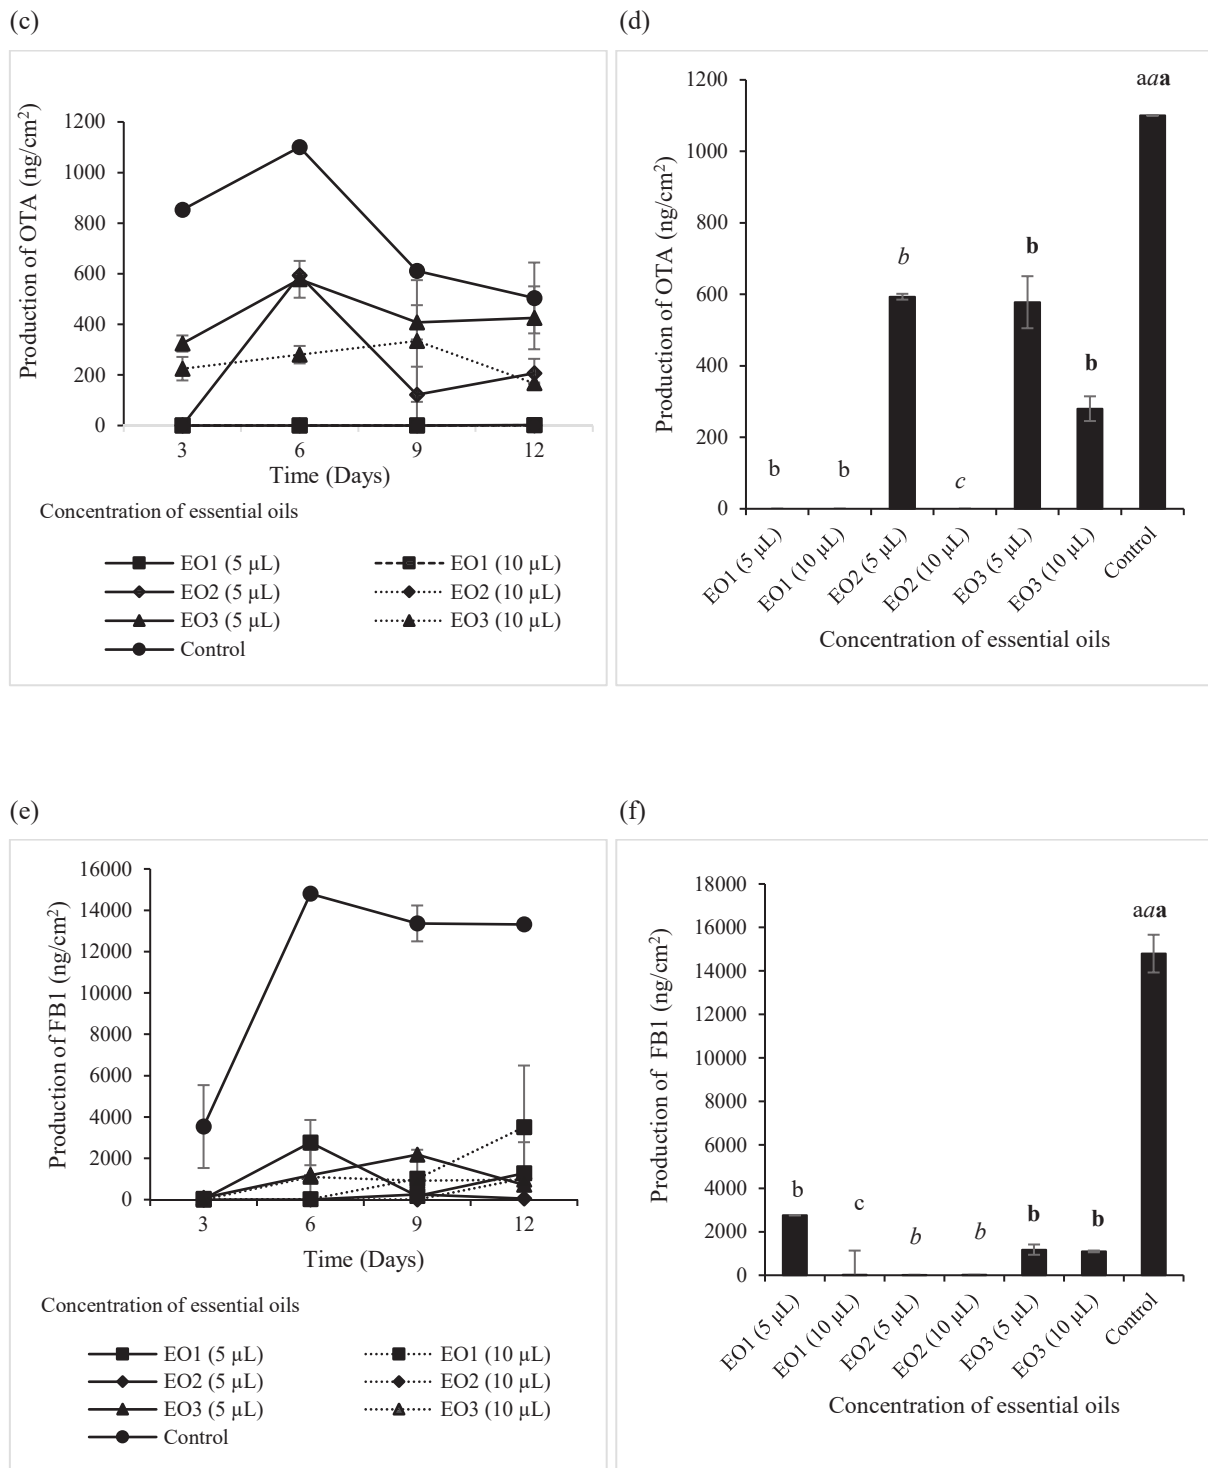 (c)
Production of OTA (ng/cm²)
1200
1000
800
600
400
200
0
3 6 9 12
Time (Days)
Concentration of essential oils
EO1 (5 µL) EO1 (10 µL)
EO2 (5 µL) EO2 (10 µL)
EO3 (5 µL) EO3 (10 µL)
Control
(d)
Production of OTA (ng/cm²)
1200
1000
800
600
400
200
0
b b b c b b aaa
EO1 (5 µL) EO1 (10 µL) EO2 (5 µL) EO2 (10 µL) EO3 (5 µL) EO3 (10 µL) Control
Concentration of essential oils
(e)
Production of FB1 (ng/cm²)
16000
14000
12000
10000
8000
6000
4000
2000
0
3 6 9 12
Time (Days)
Concentration of essential oils
EO1 (5 µL) EO1 (10 µL)
EO2 (5 µL) EO2 (10 µL)
EO3 (5 µL) EO3 (10 µL)
Control
(f)
Production of FB1 (ng/cm²)
18000
16000
14000
12000
10000
8000
6000
4000
2000
0
b c b b b b aaa
EO1 (5 µL) EO1 (10 µL) EO2 (5 µL) EO2 (10 µL) EO3 (5 µL) EO3 (10 µL) Control
Concentration of essential oils